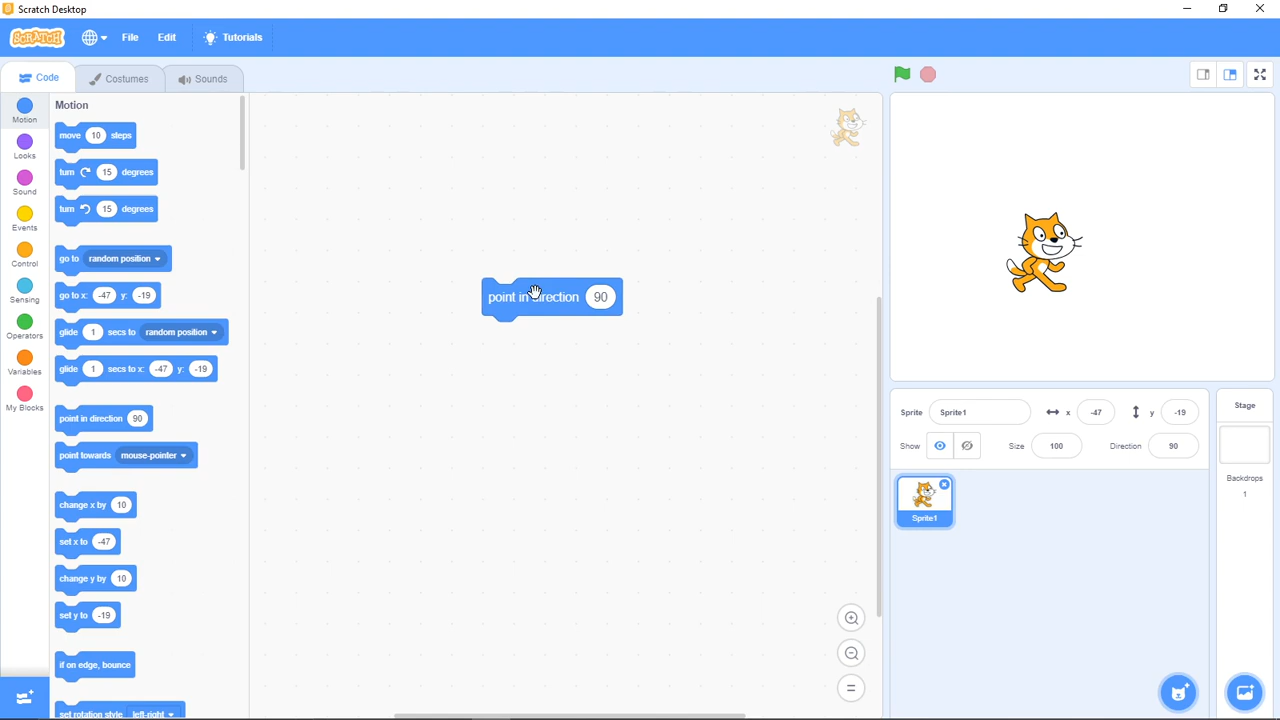 Scratch Desktop
SCRATCH File Edit Tutorials
Code Costumes Sounds
Motion
Looks
Sound
Events
Control
Sensing
Operators
Variables
My Blocks
Motion
move 10 steps
turn 15 degrees
turn 15 degrees
go to random position
go to x: -47 y: -19
glide 1 secs to random position
glide 1 secs to x: -47 y: -19
point in direction 90
point towards mouse-pointer
change x by 10
set x to -47
change y by 10
set y to -19
if on edge, bounce
set rotation style left-right
point in direction 90
Sprite Sprite1 x -47 y -19
Show Size 100 Direction 90
Sprite1
Stage
Backdrops
1